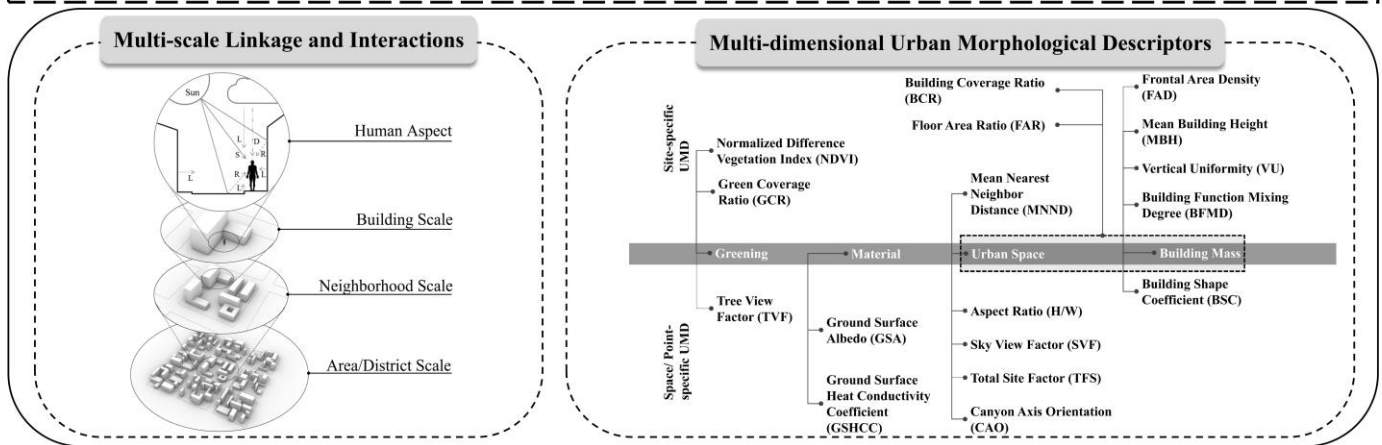 Multi-scale Linkage and Interactions
Sun
L
D
S
R
R
L
L
L
Human Aspect
Building Scale
Neighborhood Scale
Area/District Scale
Multi-dimensional Urban Morphological Descriptors
Site-specific
UMD
Space/ Point-
specific UMD
Normalized Difference
Vegetation Index (NDVI)
Green Coverage
Ratio (GCR)
Greening
Tree View
Factor (TVF)
Material
Ground Surface
Albedo (GSA)
Ground Surface
Heat Conductivity
Coefficient
(GSHCC)
Building Coverage Ratio
(BCR)
Floor Area Ratio (FAR)
Mean Nearest
Neighbor
Distance (MNND)
Urban Space
Aspect Ratio (H/W)
Sky View Factor (SVF)
Total Site Factor (TFS)
Canyon Axis Orientation
(CAO)
Frontal Area Density
(FAD)
Mean Building Height
(MBH)
Vertical Uniformity (VU)
Building Function Mixing
Degree (BFMD)
Building Mass
Building Shape
Coefficient (BSC)